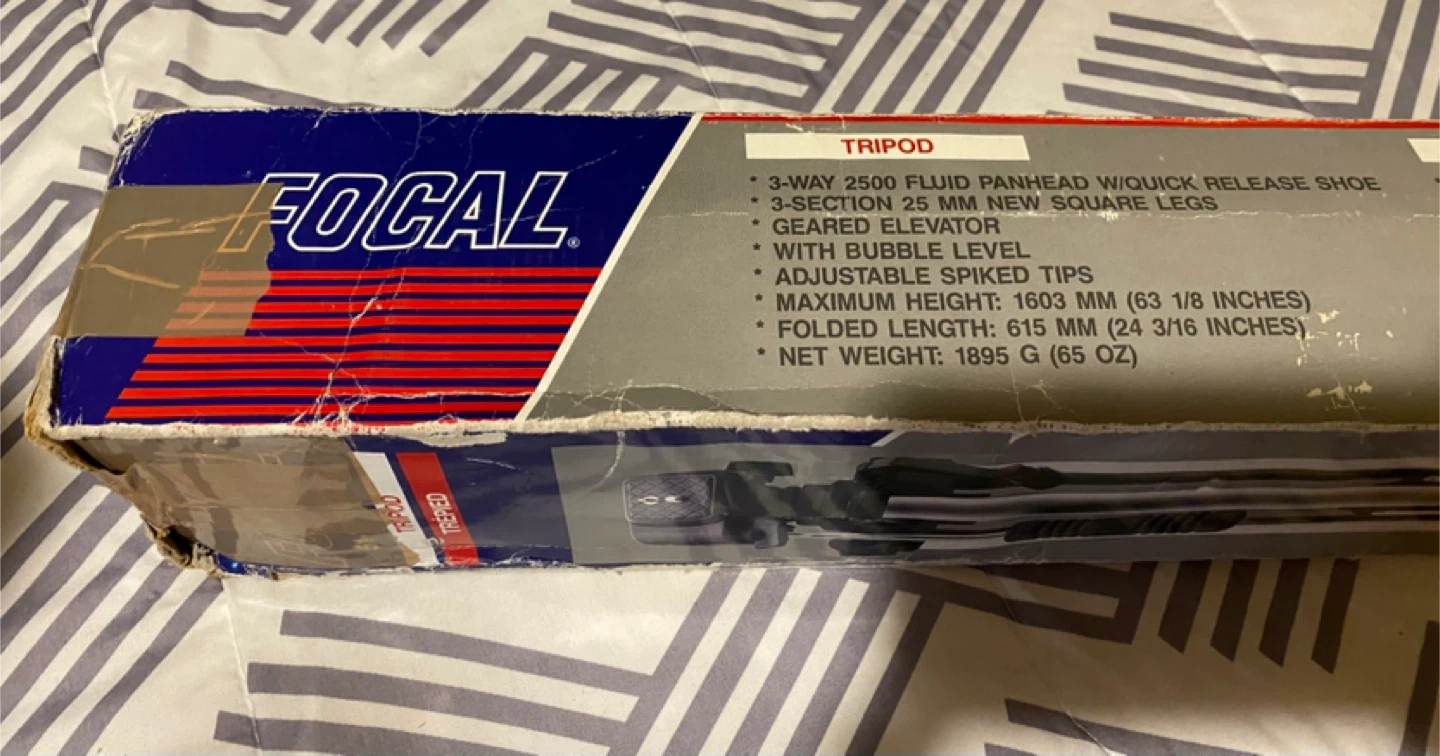 FOCAL®
TRIPOD
* 3-WAY 2500 FLUID PANHEAD W/QUICK RELEASE SHOE
* 3-SECTION 25 MM NEW SQUARE LEGS
* GEARED ELEVATOR
* WITH BUBBLE LEVEL
* ADJUSTABLE SPIKED TIPS
* MAXIMUM HEIGHT: 1603 MM (63 1/8 INCHES)
* FOLDED LENGTH: 615 MM (24 3/16 INCHES)
* NET WEIGHT: 1895 G (65 OZ)
TRIPOD
TRÉPIED